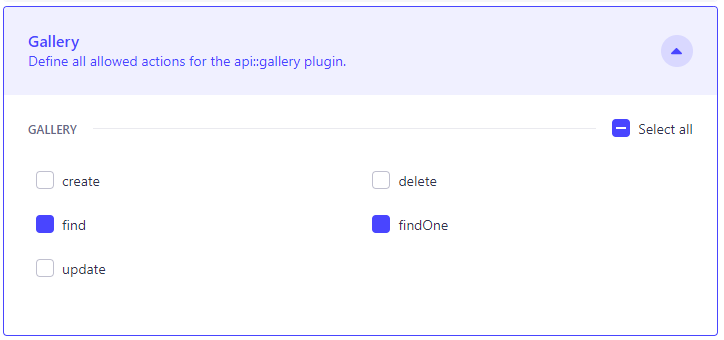 Gallery
Define all allowed actions for the api::gallery plugin.
GALLERY
Select all
create
delete
find
findOne
update